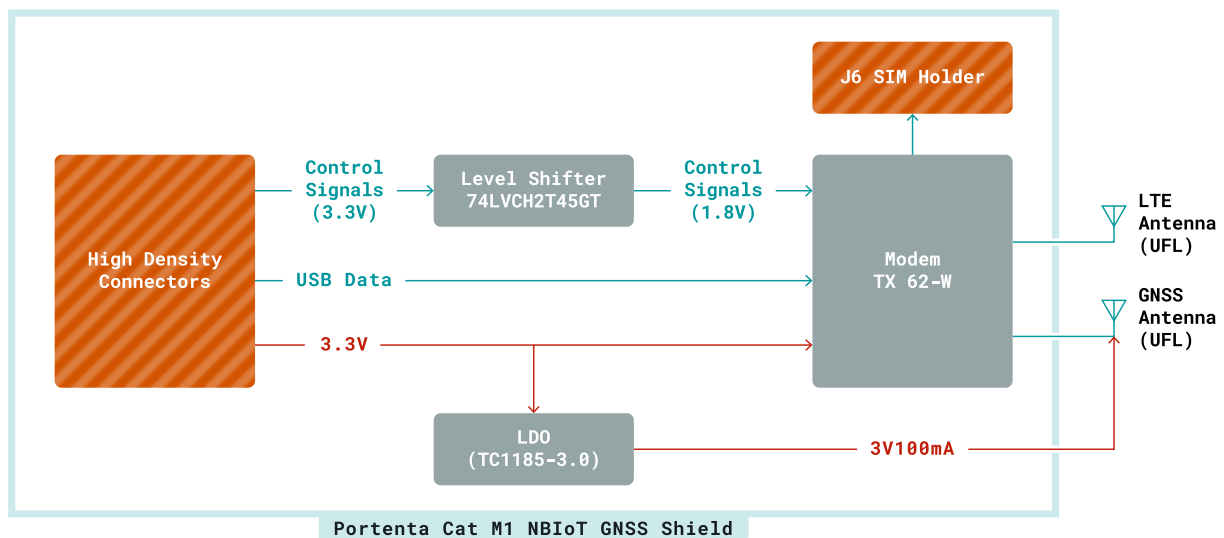 J6 SIM Holder
Control
Signals
(3.3V)
Level Shifter
74LVCH2T45GT
Control
Signals
(1.8V)
High Density
Connectors
USB Data
3.3V
Modem
TX 62-W
LTE
Antenna
(UFL)
GNSS
Antenna
(UFL)
LDO
(TC1185-3.0)
3V100mA
Portenta Cat M1 NBIoT GNSS Shield